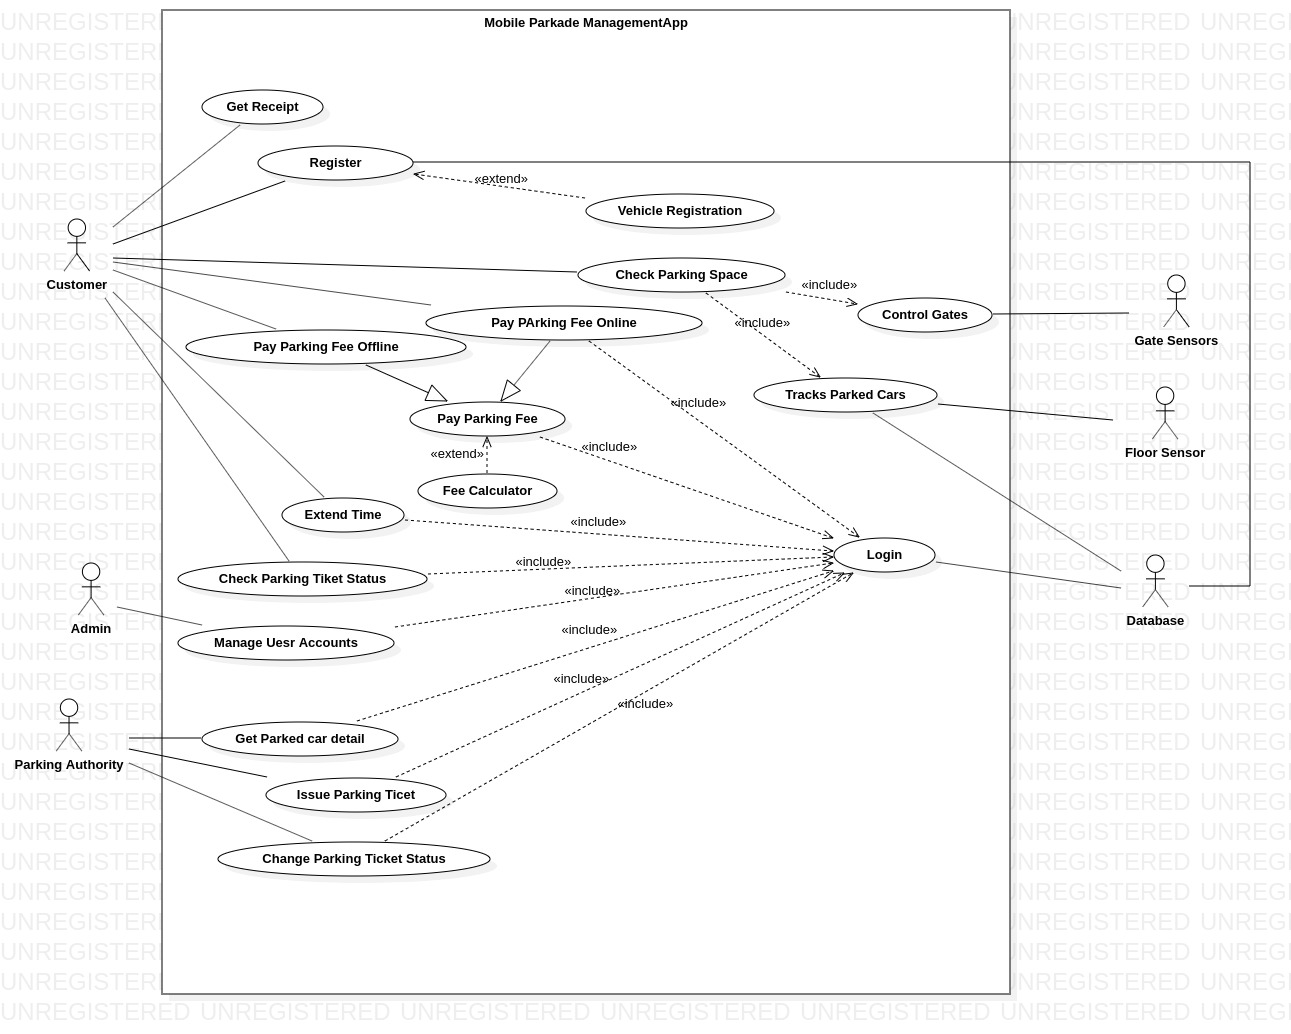 Mobile Parkade ManagementApp
Get Receipt
Register
«extend»
Vehicle Registration
Customer
Check Parking Space
«include»
Control Gates
Gate Sensors
Pay PArking Fee Online
«include»
Pay Parking Fee Offline
Tracks Parked Cars
«include»
Floor Sensor
Pay Parking Fee
«include»
«extend»
Fee Calculator
Extend Time
«include»
Login
«include»
Check Parking Tiket Status
«include»
Database
Admin
«include»
Manage Uesr Accounts
«include»
«include»
Get Parked car detail
Parking Authority
Issue Parking Ticet
Change Parking Ticket Status
UNREGISTERED UNREGISTERED UNREGISTERED UNREGISTERED UNREGISTERED UNREGISTERED